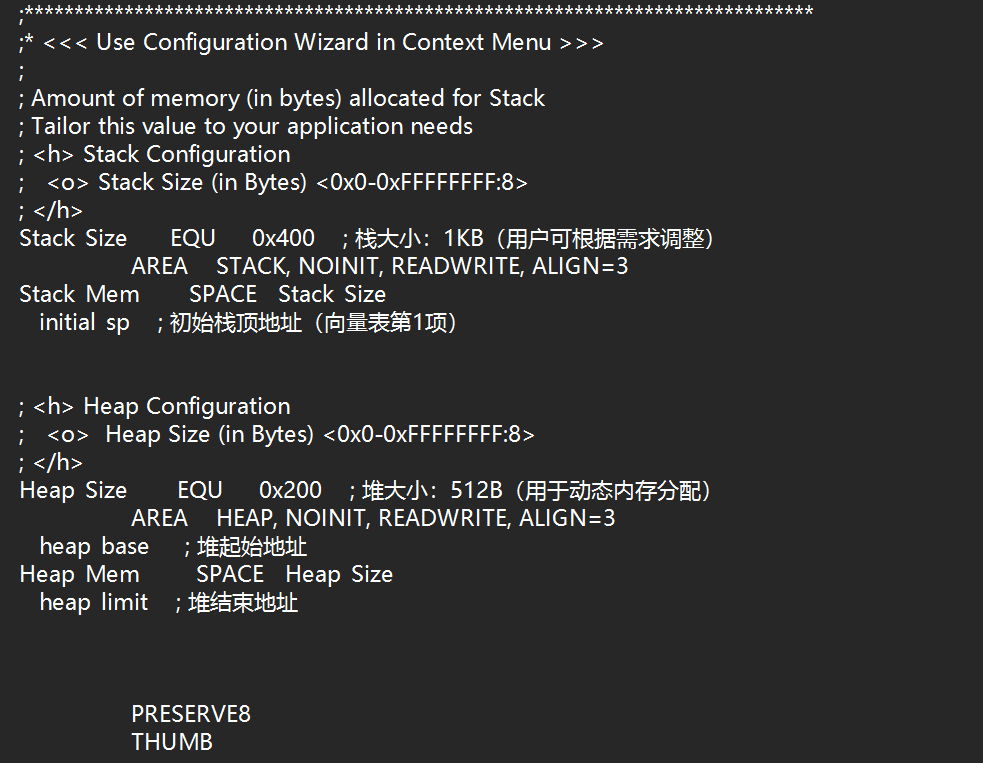 ;*******************************************************************************
;* <<< Use Configuration Wizard in Context Menu >>>
;
; Amount of memory (in bytes) allocated for Stack
; Tailor this value to your application needs
; <h> Stack Configuration
;   <o> Stack Size (in Bytes) <0x0-0xFFFFFFFF:8>
; </h>
Stack Size      EQU     0x400    ; 栈大小：1KB（用户可根据需求调整）
                AREA    STACK, NOINIT, READWRITE, ALIGN=3
Stack Mem       SPACE   Stack Size
   initial sp    ; 初始栈顶地址（向量表第1项）
; <h> Heap Configuration
;   <o>  Heap Size (in Bytes) <0x0-0xFFFFFFFF:8>
; </h>
Heap Size       EQU     0x200    ; 堆大小：512B（用于动态内存分配）
                AREA    HEAP, NOINIT, READWRITE, ALIGN=3
   heap base     ; 堆起始地址
Heap Mem        SPACE   Heap Size
   heap limit    ; 堆结束地址
                PRESERVE8
                THUMB